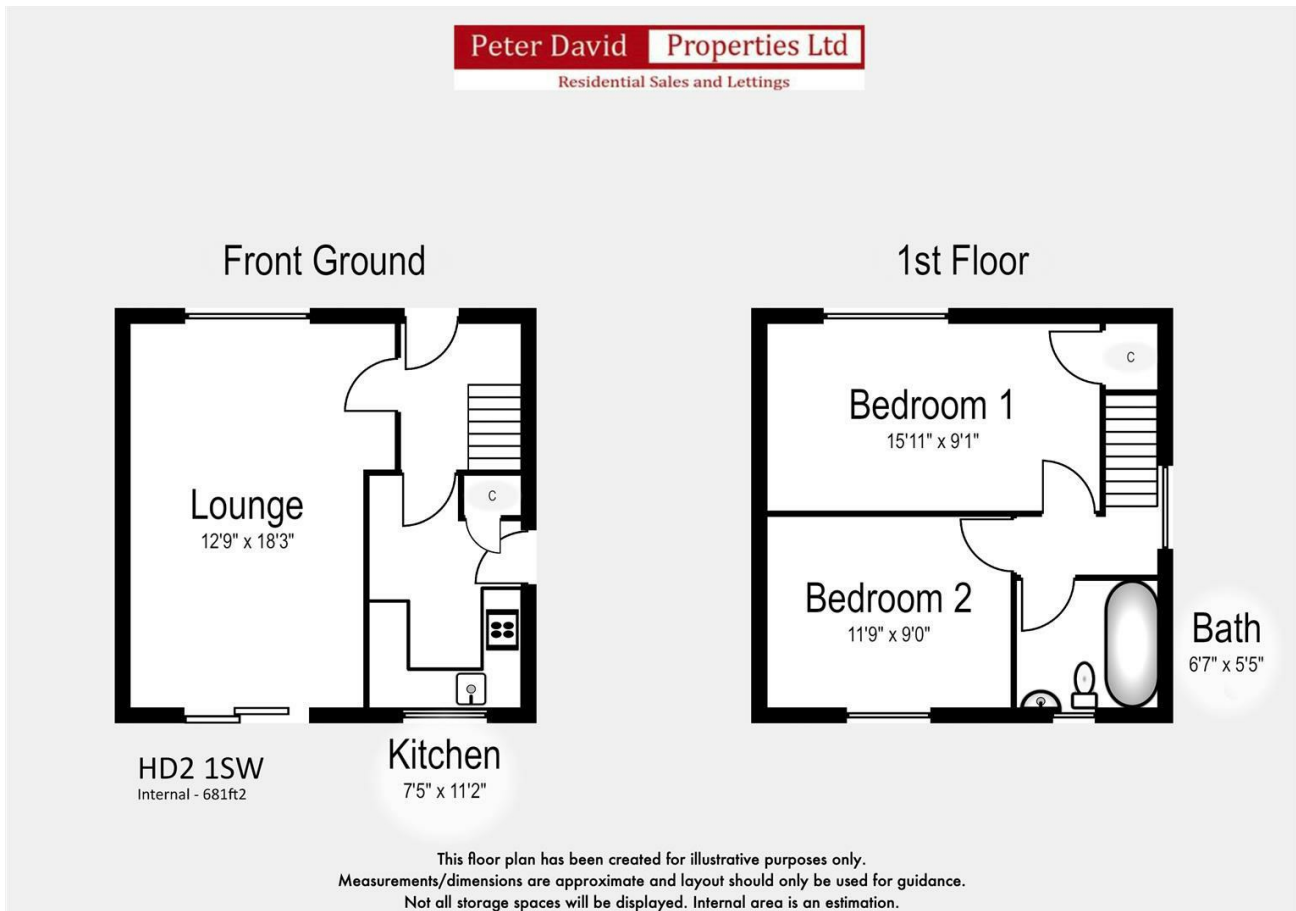 Peter David Properties Ltd
Residential Sales and Lettings
Front Ground
Lounge
12'9" x 18'3"
C
HD2 1SW
Internal - 681ft2
Kitchen
7'5" x 11'2"
1st Floor
Bedroom 1
15'11" x 9'1"
C
Bedroom 2
11'9" x 9'0"
Bath
6'7" x 5'5"
This floor plan has been created for illustrative purposes only.
Measurements/dimensions are approximate and layout should only be used for guidance.
Not all storage spaces will be displayed. Internal area is an estimation.